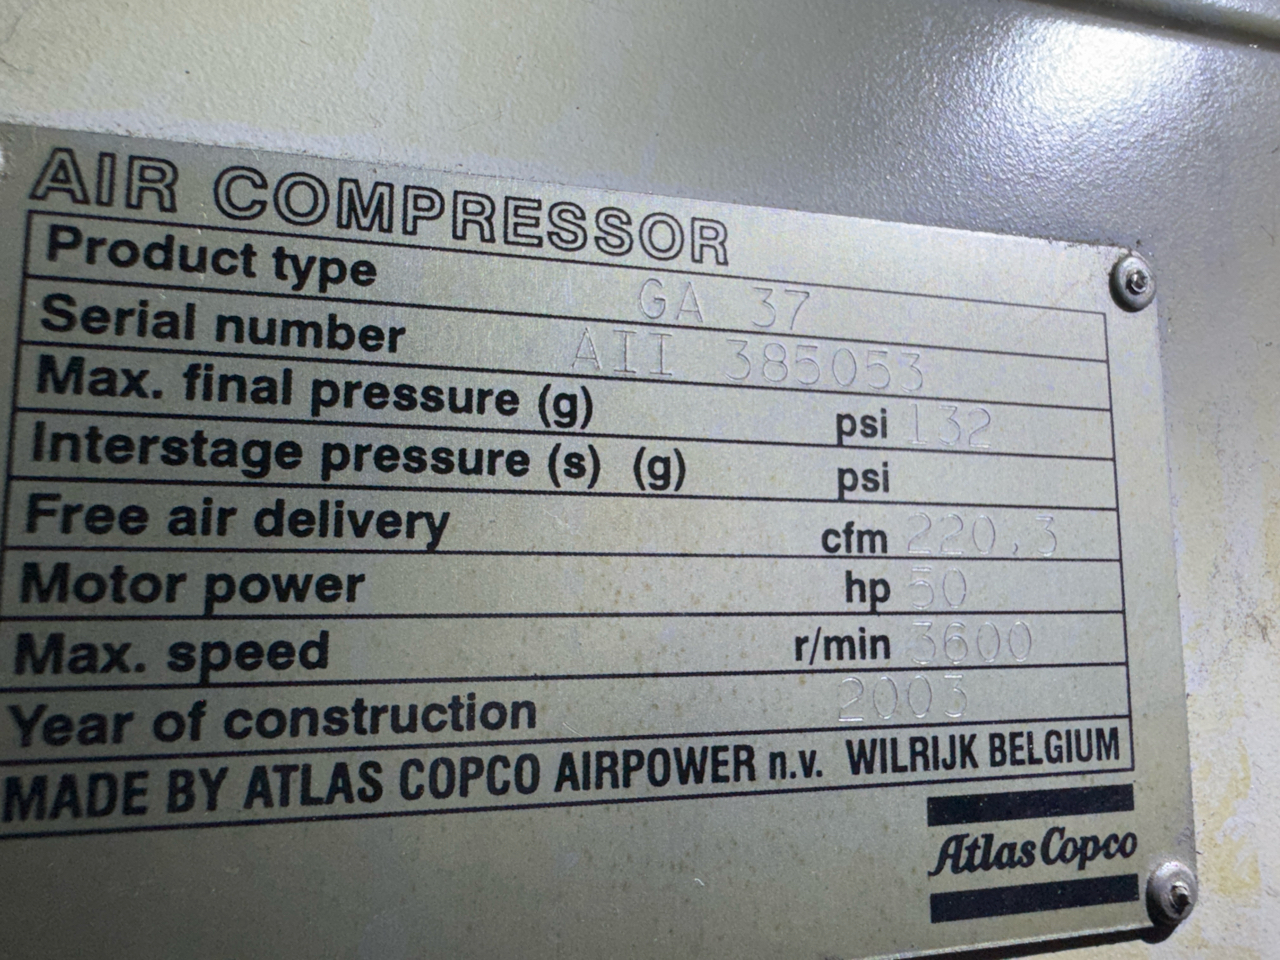 AIR COMPRESSOR
Product type GA 37
Serial number AII 385053
Max. final pressure (g) psi 132
Interstage pressure (s) (g) psi
Free air delivery cfm 220.3
Motor power hp 50
Max. speed r/min 3600
Year of construction 2003
MADE BY ATLAS COPCO AIRPOWER n.v. WILRIJK BELGIUM
Atlas Copco